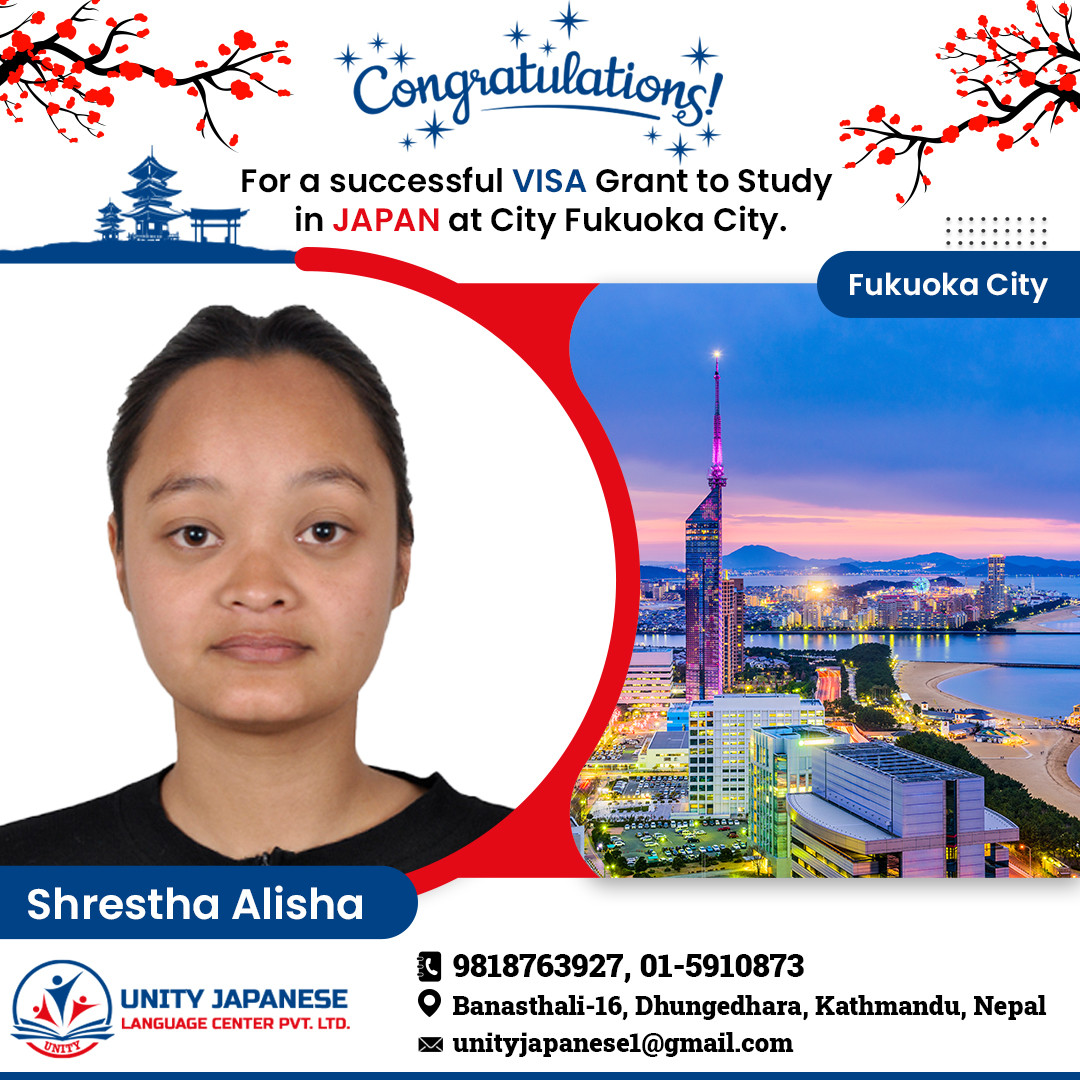 Congratulations!
For a successful VISA Grant to Study
in JAPAN at City Fukuoka City.
Fukuoka City
Shrestha Alisha
UNITY JAPANESE
LANGUAGE CENTER PVT. LTD.
UNITY
9818763927, 01-5910873
Banasthali-16, Dhungedhara, Kathmandu, Nepal
unityjapanese1@gmail.com